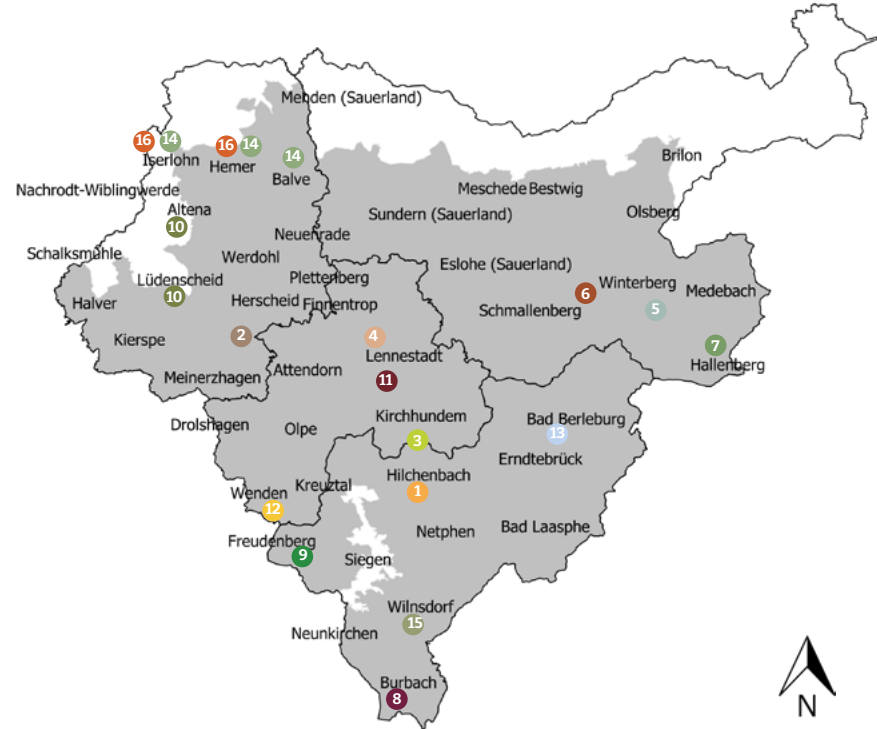 Menden (Sauerland)
16 14 16 14
Iserlohn Hemer 14 Brilon
Balve
Nachrodt-Wiblingwerde Meschede Bestwig
Altena Sundern (Sauerland) Olsberg
10
Neuenrade
Schalksmühle Werdohl Eslohe (Sauerland)
Lüdenscheid Plettenberg Winterberg
Halver 10 Herscheid Finnentrop 6 Medebach
Schmallenberg 5
Kierspe 2 4 7
Lennestadt Hallenberg
Meinerzhagen Attendorn 11
Drolshagen Olpe Kirchhundem Bad Berleburg
3 13
Erndtebrück
Wenden Kreuztal Hilchenbach
12 1
Freudenberg Netphen Bad Laasphe
9 Siegen
Wilnsdorf
Neunkirchen 15
Burbach
8
N